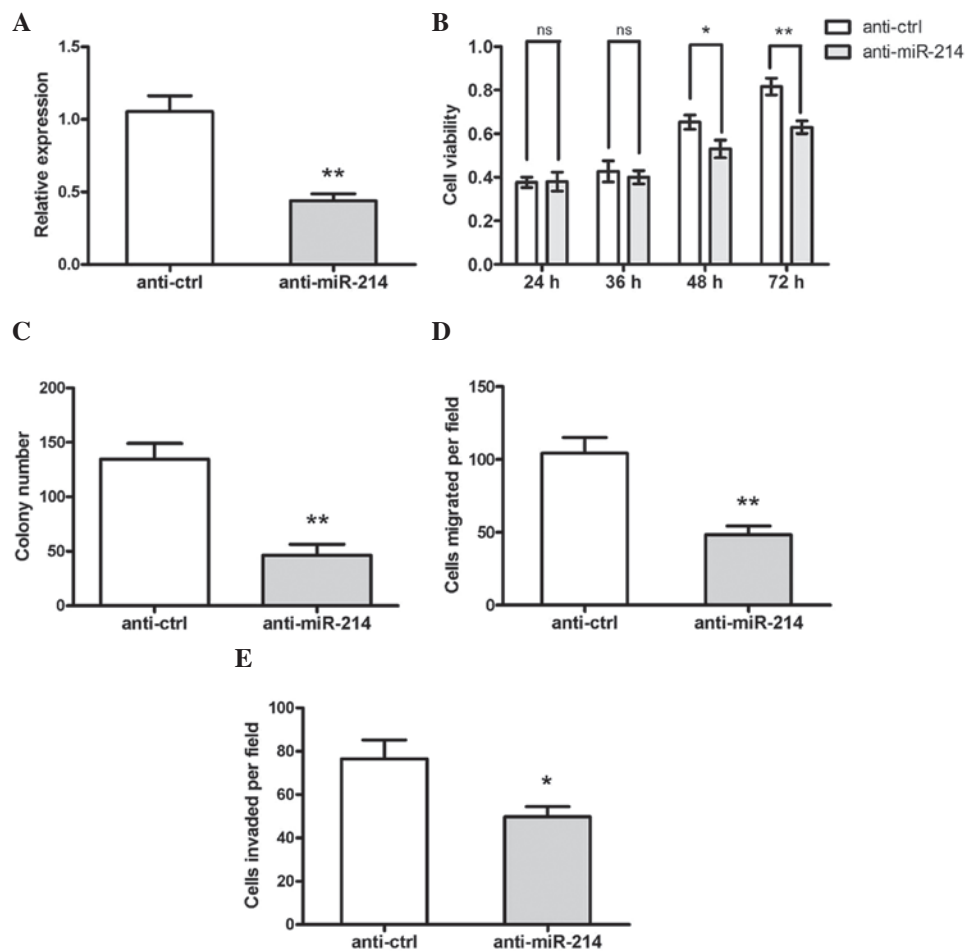 A
Relative expression
1.5
1.0
0.5
0.0
**
anti-ctrl
anti-miR-214
B
Cell viability
1.0
0.8
0.6
0.4
0.2
0.0
ns
ns
*
**
24 h
36 h
48 h
72 h
anti-ctrl
anti-miR-214
C
Colony number
200
150
100
50
0
**
anti-ctrl
anti-miR-214
D
Cells migrated per field
150
100
50
0
**
anti-ctrl
anti-miR-214
E
Cells invaded per field
100
80
60
40
20
0
*
anti-ctrl
anti-miR-214